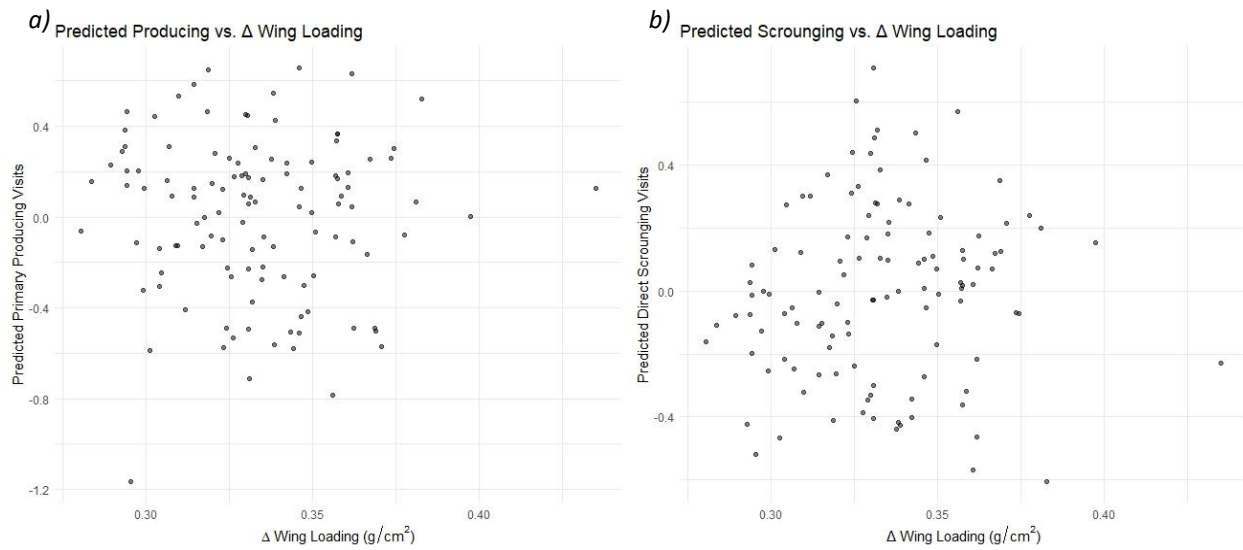 a)
Predicted Producing vs. Δ Wing Loading
Predicted Primary Producing Visits
0.4
0.0
-0.4
-0.8
-1.2
0.30
0.35
0.40
Δ Wing Loading (g/cm²)
b)
Predicted Scrounging vs. Δ Wing Loading
Predicted Direct Scrounging Visits
0.4
0.0
-0.4
0.30
0.35
0.40
Δ Wing Loading (g/cm²)